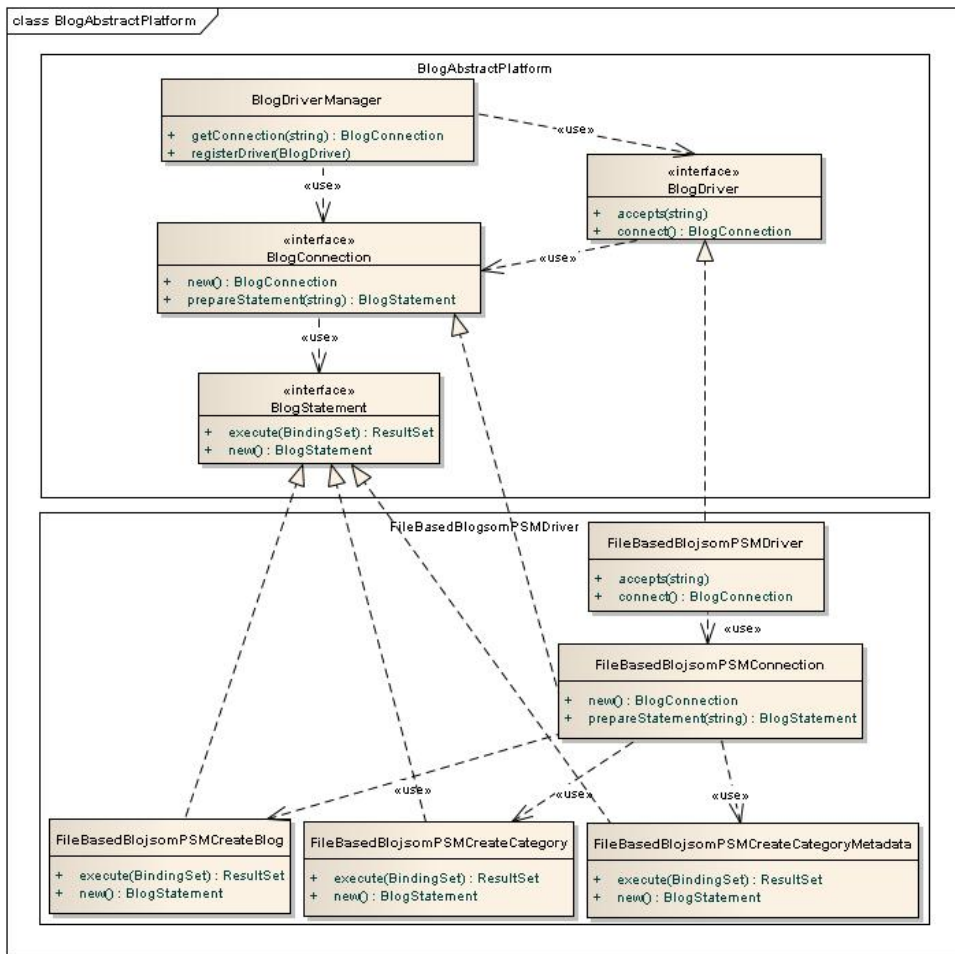 class BlogAbstractPlatform
BlogAbstractPlatform
BlogDriverManager
+ getConnection(string) : BlogConnection
+ registerDriver(BlogDriver)
«use»
«use»
«interface»
BlogDriver
+ accepts(string)
+ connect() : BlogConnection
«interface»
BlogConnection
+ new() : BlogConnection
+ prepareStatement(string) : BlogStatement
«use»
«use»
«interface»
BlogStatement
+ execute(BindingSet) : ResultSet
+ new() : BlogStatement
FileBasedBlogsomPSMDriver
FileBasedBlojsomPSMDriver
+ accepts(string)
+ connect() : BlogConnection
«use»
FileBasedBlojsomPSMConnection
+ new() : BlogConnection
+ prepareStatement(string) : BlogStatement
«use»
«use»
«use»
FileBasedBlojsomPSMCreateBlog
+ execute(BindingSet) : ResultSet
+ new() : BlogStatement
FileBasedBlojsomPSMCreateCategory
+ execute(BindingSet) : ResultSet
+ new() : BlogStatement
FileBasedBlojsomPSMCreateCategoryMetadata
+ execute(BindingSet) : ResultSet
+ new() : BlogStatement